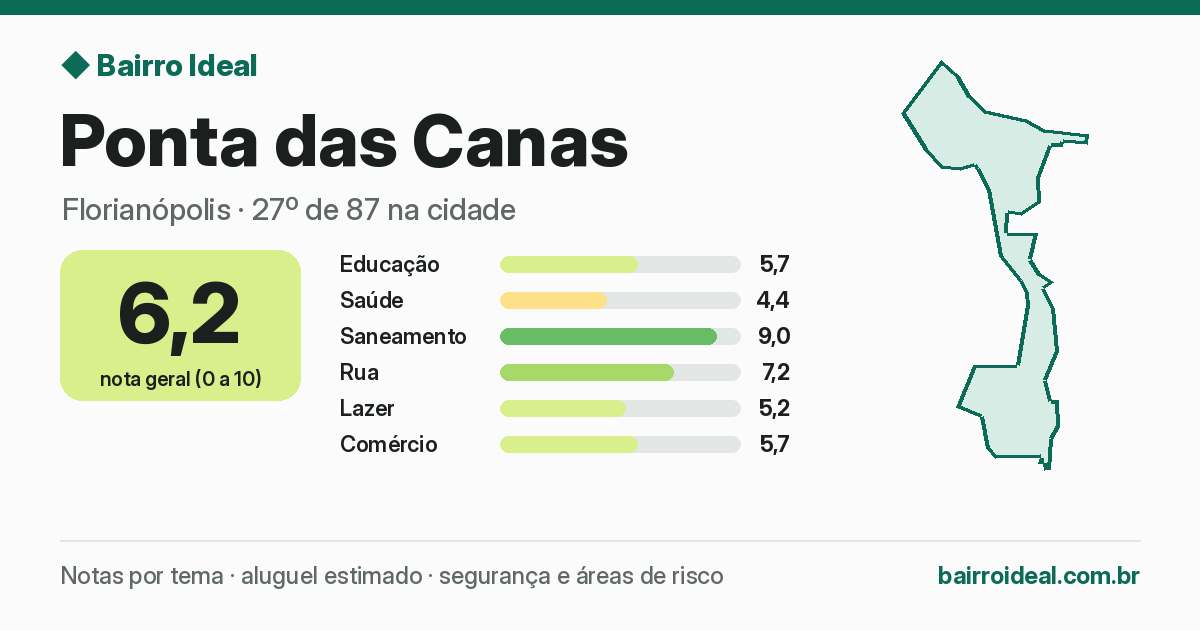 Bairro Ideal
Ponta das Canas
Florianópolis · 27º de 87 na cidade
6,2
nota geral (0 a 10)
Educação 5,7
Saúde 4,4
Saneamento 9,0
Rua 7,2
Lazer 5,2
Comércio 5,7
Notas por tema · aluguel estimado · segurança e áreas de risco
bairroideal.com.br